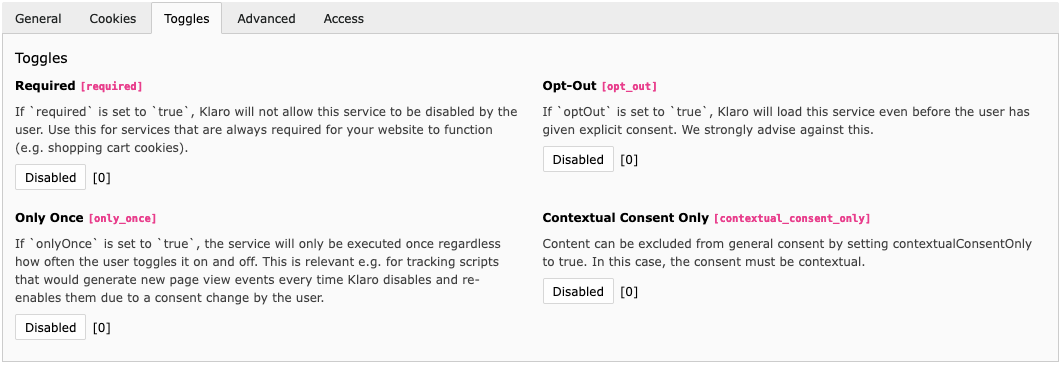 General Cookies Toggles Advanced Access
Toggles
Required [required]
If `required` is set to `true`, Klaro will not allow this service to be disabled by the
user. Use this for services that are always required for your website to function
(e.g. shopping cart cookies).
Disabled [0]
Opt-Out [opt_out]
If `optOut` is set to `true`, Klaro will load this service even before the user has
given explicit consent. We strongly advise against this.
Disabled [0]
Only Once [only_once]
If `onlyOnce` is set to `true`, the service will only be executed once regardless
how often the user toggles it on and off. This is relevant e.g. for tracking scripts
that would generate new page view events every time Klaro disables and re-
enables them due to a consent change by the user.
Disabled [0]
Contextual Consent Only [contextual_consent_only]
Content can be excluded from general consent by setting contextualConsentOnly
to true. In this case, the consent must be contextual.
Disabled [0]